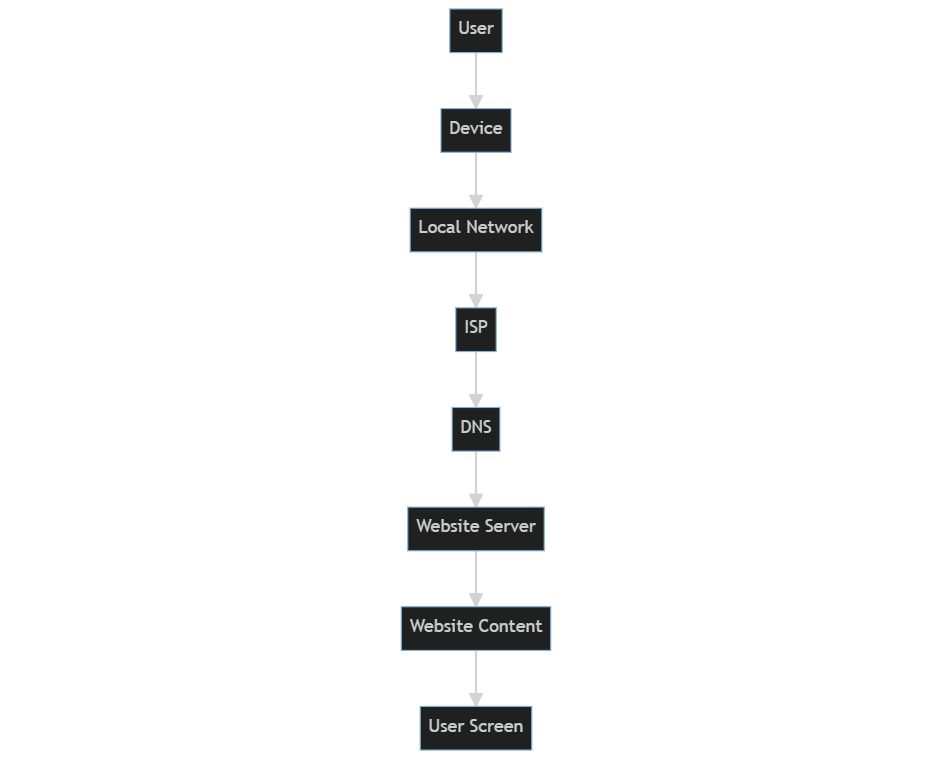 User
Device
Local Network
ISP
DNS
Website Server
Website Content
User Screen